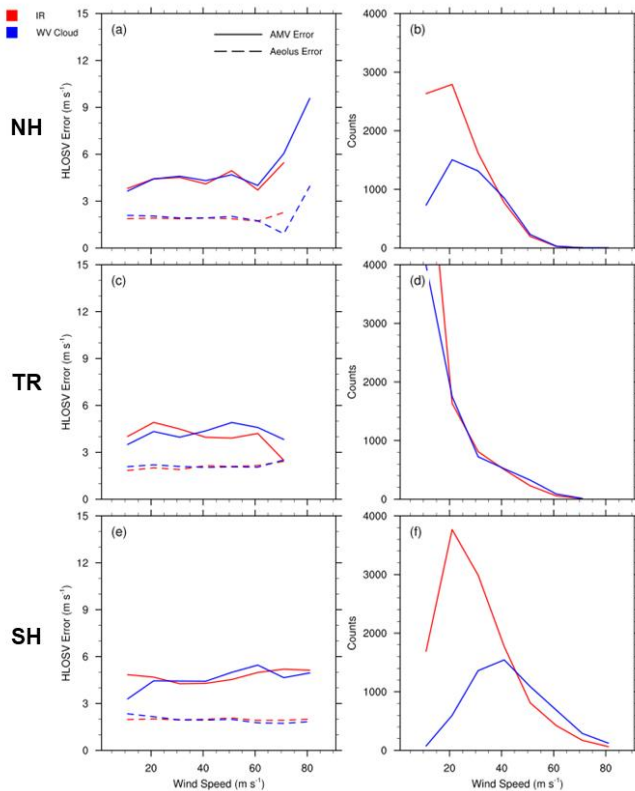 IR
WV Cloud
NH
15
12
9
6
3
0
HLOSV Error (m s⁻¹)
(a)
AMV Error
Aeolus Error
4000
3000
2000
1000
0
Counts
(b)
TR
15
12
9
6
3
0
HLOSV Error (m s⁻¹)
(c)
4000
3000
2000
1000
0
Counts
(d)
SH
15
12
9
6
3
0
HLOSV Error (m s⁻¹)
(e)
20 40 60 80
Wind Speed (m s⁻¹)
4000
3000
2000
1000
0
Counts
(f)
20 40 60 80
Wind Speed (m s⁻¹)